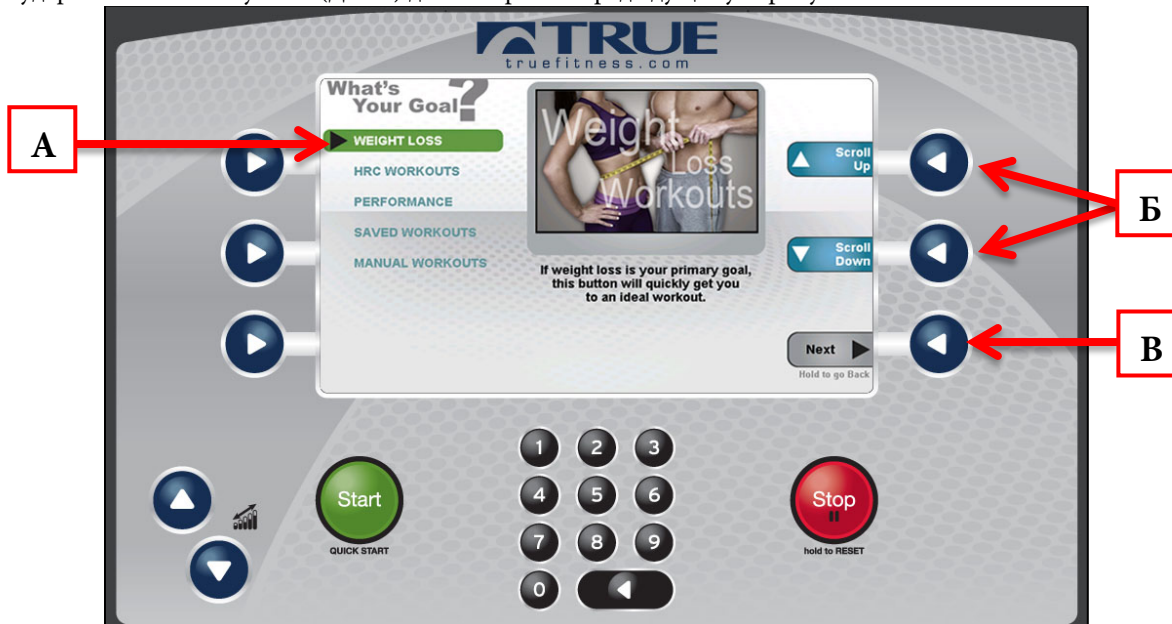 TRUE
truefitness.com
What's
Your Goal?
WEIGHT LOSS
HRC WORKOUTS
PERFORMANCE
SAVED WORKOUTS
MANUAL WORKOUTS
Weight
Loss
Workouts
If weight loss is your primary goal,
this button will quickly get you
to an ideal workout.
Scroll
Up
Scroll
Down
Next
Hold to go Back
А
Б
В
Start
QUICK START
1 2 3
4 5 6
7 8 9
0
Stop
hold to RESET